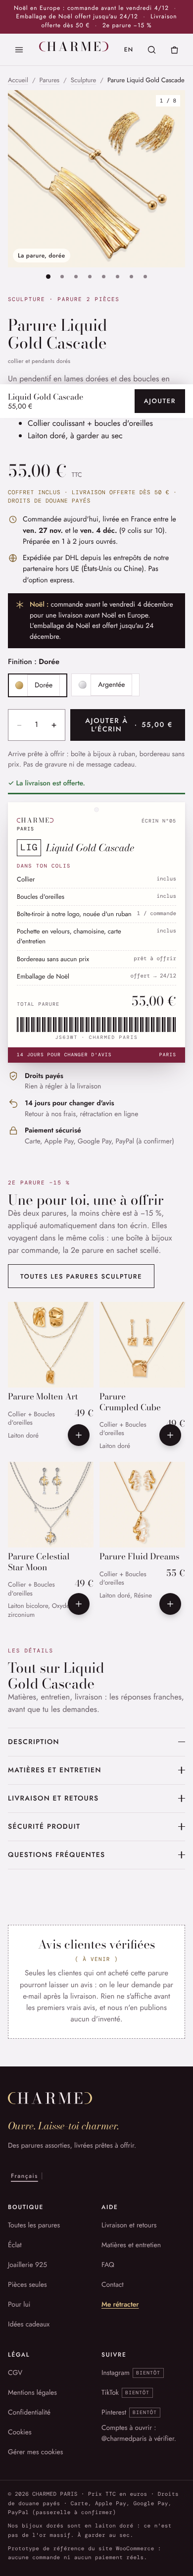 Noël en Europe : commande avant le vendredi 4/12 ·
Emballage de Noël offert jusqu'au 24/12 · Livraison
offerte dès 50 € · 2e parure −15 %
CHARMED
EN
Accueil / Parures / Sculpture / Parure Liquid Gold Cascade
1 / 8
La parure, dorée
SCULPTURE · PARURE 2 PIÈCES
Parure Liquid
Gold Cascade
collier et pendants dorés
Un pendentif en lames dorées et des boucles en
Liquid Gold Cascade
55,00 €
AJOUTER
Collier coulissant + boucles d'oreilles
Laiton doré, à garder au sec
55,00 € TTC
COFFRET INCLUS · LIVRAISON OFFERTE DÈS 50 € ·
DROITS DE DOUANE PAYÉS
Commandée aujourd'hui, livrée en France entre le
ven. 27 nov. et le ven. 4 déc. (9 colis sur 10).
Préparée en 1 à 2 jours ouvrés.
Expédiée par DHL depuis les entrepôts de notre
partenaire hors UE (États-Unis ou Chine). Pas
d'option express.
Noël : commande avant le vendredi 4 décembre
pour une livraison avant Noël en Europe.
L'emballage de Noël est offert jusqu'au 24
décembre.
Finition : Dorée
Dorée
Argentée
− 1 +
AJOUTER À
L'ÉCRIN · 55,00 €
Arrive prête à offrir : boîte à bijoux à ruban, bordereau sans
prix. Pas de gravure ni de message cadeau.
✓ La livraison est offerte.
CHARMED
PARIS
ÉCRIN N°05
LIG Liquid Gold Cascade
DANS TON COLIS
Collier inclus
Boucles d'oreilles inclus
Boîte-tiroir à notre logo, nouée d'un ruban 1 / commande
Pochette en velours, chamoisine, carte
d'entretien inclus
Bordereau sans aucun prix prêt à offrir
Emballage de Noël offert → 24/12
TOTAL PARURE 55,00 €
14 JOURS POUR CHANGER D'AVIS PARIS
Droits payés
Rien à régler à la livraison
14 jours pour changer d'avis
Retour à nos frais, rétractation en ligne
Paiement sécurisé
Carte, Apple Pay, Google Pay, PayPal (à confirmer)
2E PARURE −15 %
Une pour toi, une à offrir
Dès deux parures, la moins chère est à −15 %,
appliqué automatiquement dans ton écrin. Elles
voyagent dans le même colis : une boîte à bijoux
par commande, la 2e parure en sachet scellé.
TOUTES LES PARURES SCULPTURE
Parure Molten Art
Collier + Boucles
d'oreilles
49 €
Laiton doré
Parure
Crumpled Cube
Collier + Boucles
d'oreilles
49 €
Laiton doré
Parure Celestial
Star Moon
Collier + Boucles
d'oreilles
49 €
Laiton bicolore,
zirconium
Parure Fluid Dreams
Collier + Boucles
d'oreilles
55 €
Laiton doré, Résine
LES DÉTAILS
Tout sur Liquid
Gold Cascade
Matières, entretien, livraison : les réponses franches,
avant que tu les demandes.
DESCRIPTION
MATIÈRES ET ENTRETIEN
LIVRAISON ET RETOURS
SÉCURITÉ PRODUIT
QUESTIONS FRÉQUENTES
Avis clientes vérifiées
( À VENIR )
Seules les clientes qui ont acheté cette parure
pourront laisser un avis : on le leur demande par
e-mail après la livraison. Rien ne s'affiche avant
les premiers vrais avis, et nous n'en publions
aucun d'inventé.
CHARMED
Ouvre. Laisse-toi charmer.
Des parures assorties, livrées prêtes à offrir.
Français
BOUTIQUE
Toutes les parures
Éclat
Joaillerie 925
Pièces seules
Pour lui
Idées cadeaux
AIDE
Livraison et retours
Matières et entretien
FAQ
Contact
Me rétracter
LÉGAL
CGV
Mentions légales
Confidentialité
Cookies
Gérer mes cookies
SUIVRE
Instagram BIENTÔT
TikTok BIENTÔT
Pinterest BIENTÔT
Comptes à ouvrir :
@charmedparis à vérifier.
© 2026 CHARMED PARIS · Prix TTC en euros · Droits
de douane payés · Carte, Apple Pay, Google Pay,
PayPal (passerelle à confirmer)
Nos bijoux dorés sont en laiton doré : ce n'est
pas de l'or massif. À garder au sec.
Prototype de référence du site WooCommerce :
aucune commande ni aucun paiement réels.